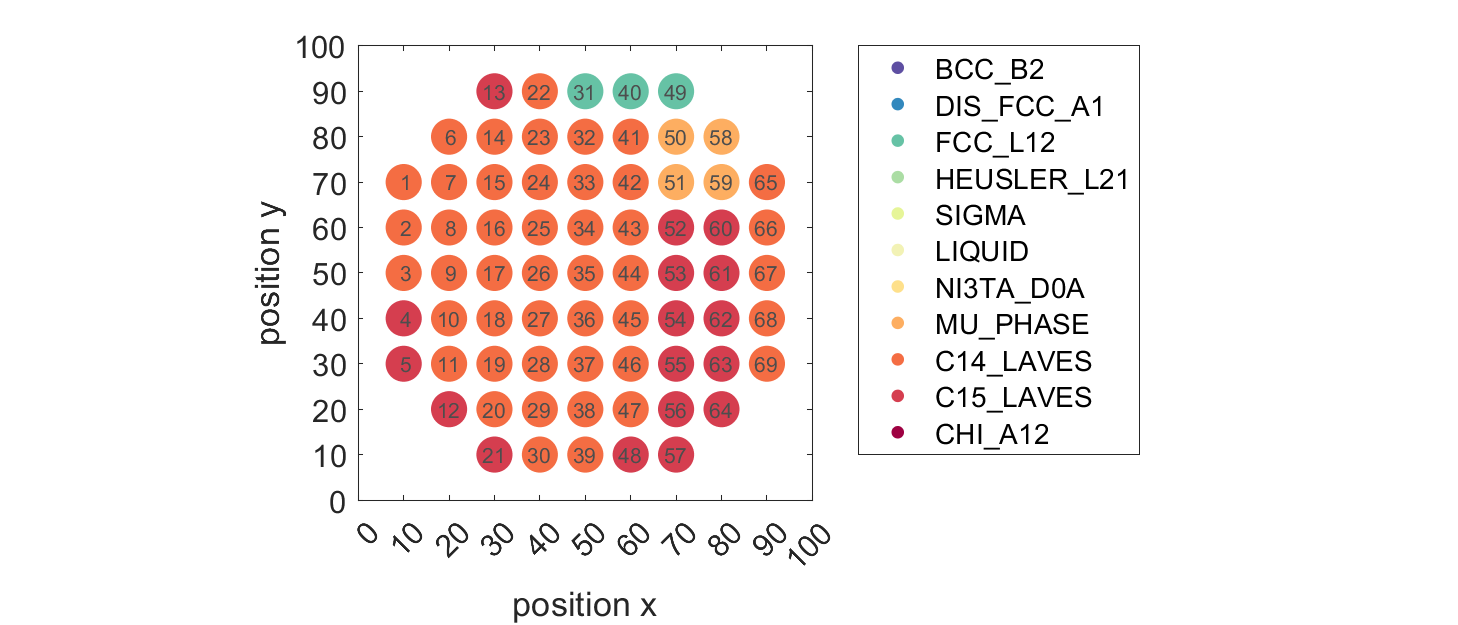 100
90
80
70
60
50
40
30
20
10
0
position y
13 22 31 40 49
6 14 23 32 41 50 58
1 7 15 24 33 42 51 59 65
2 8 16 25 34 43 52 60 66
3 9 17 26 35 44 53 61 67
4 10 18 27 36 45 54 62 68
5 11 19 28 37 46 55 63 69
12 20 29 38 47 56 64
21 30 39 48 57
0 10 20 30 40 50 60 70 80 90 100
position x
BCC_B2
DIS_FCC_A1
FCC_L12
HEUSLER_L21
SIGMA
LIQUID
NI3TA_D0A
MU_PHASE
C14_LAVES
C15_LAVES
CHI_A12